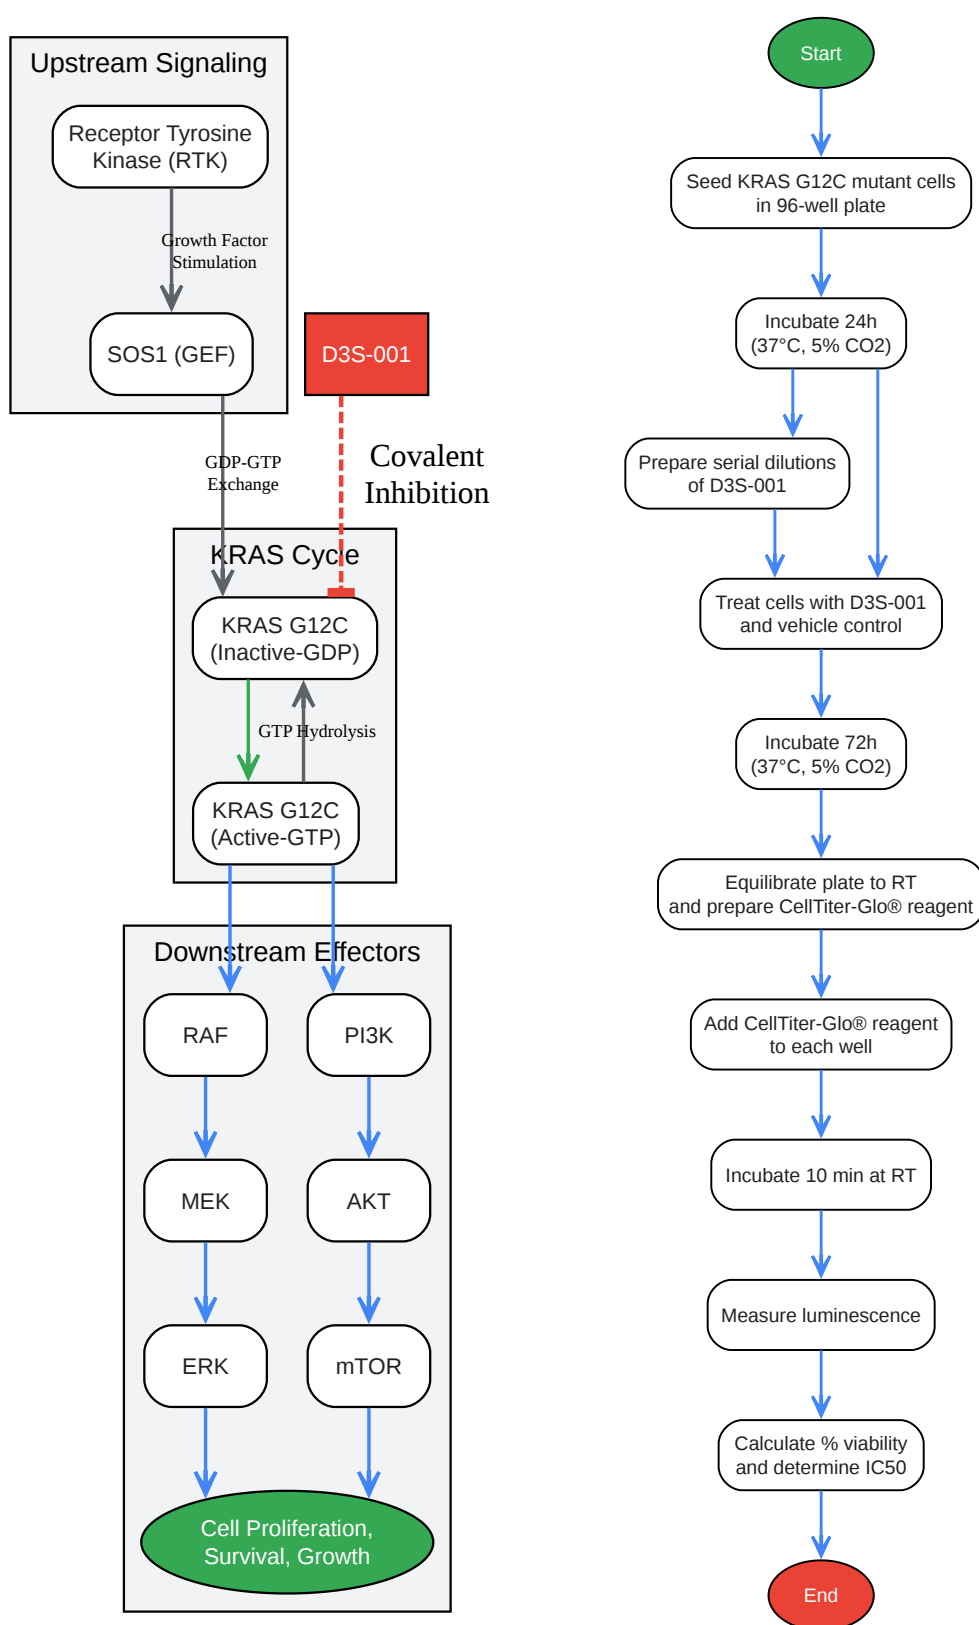 Upstream Signaling
Receptor Tyrosine
Kinase (RTK)
Growth Factor
Stimulation
SOS1 (GEF)
D3S-001
GDP-GTP
Exchange
Covalent
Inhibition
KRAS Cycle
KRAS G12C
(Inactive-GDP)
GTP Hydrolysis
KRAS G12C
(Active-GTP)
Downstream Effectors
RAF
PI3K
MEK
AKT
ERK
mTOR
Cell Proliferation,
Survival, Growth
Start
Seed KRAS G12C mutant cells
in 96-well plate
Incubate 24h
(37°C, 5% CO2)
Prepare serial dilutions
of D3S-001
Treat cells with D3S-001
and vehicle control
Incubate 72h
(37°C, 5% CO2)
Equilibrate plate to RT
and prepare CellTiter-Glo® reagent
Add CellTiter-Glo® reagent
to each well
Incubate 10 min at RT
Measure luminescence
Calculate % viability
and determine IC50
End